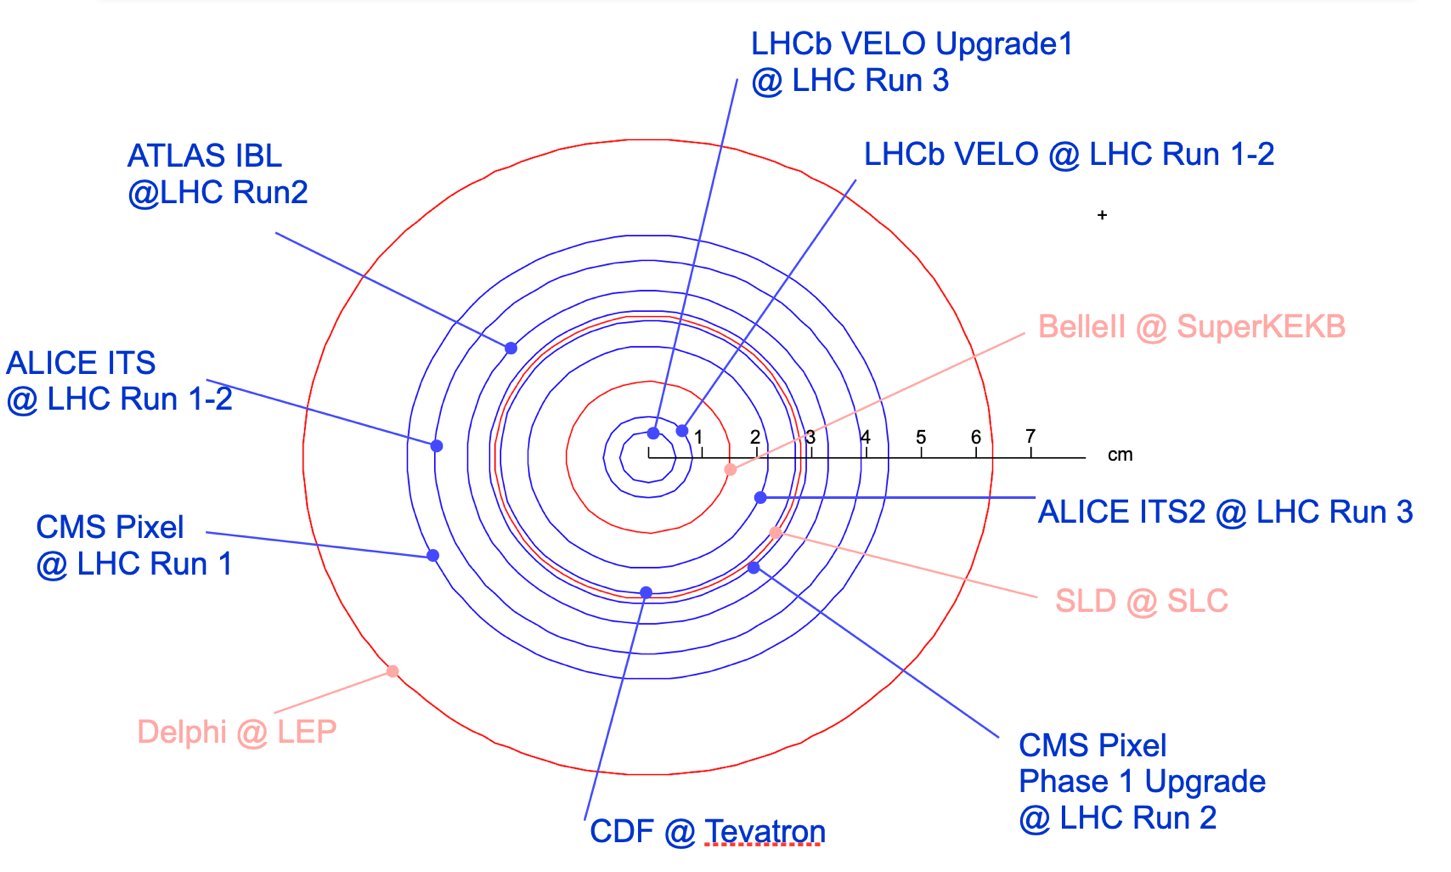 LHCb VELO Upgrade1
@ LHC Run 3
ATLAS IBL
@LHC Run2
LHCb VELO @ LHC Run 1-2
+
BelleII @ SuperKEKB
ALICE ITS
@ LHC Run 1-2
1 2 3 4 5 6 7
cm
ALICE ITS2 @ LHC Run 3
CMS Pixel
@ LHC Run 1
SLD @ SLC
Delphi @ LEP
CMS Pixel
Phase 1 Upgrade
@ LHC Run 2
CDF @ Tevatron